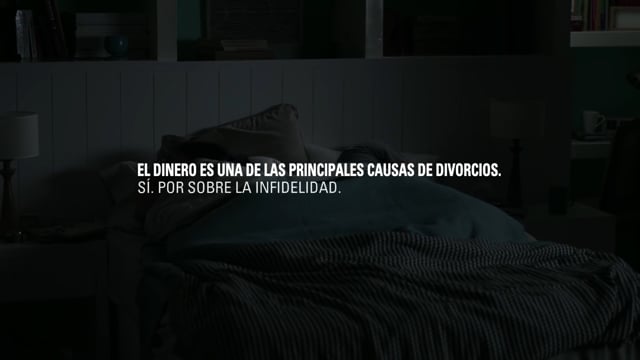 EL DINERO ES UNA DE LAS PRINCIPALES CAUSAS DE DIVORCIOS.
SÍ. POR SOBRE LA INFIDELIDAD.